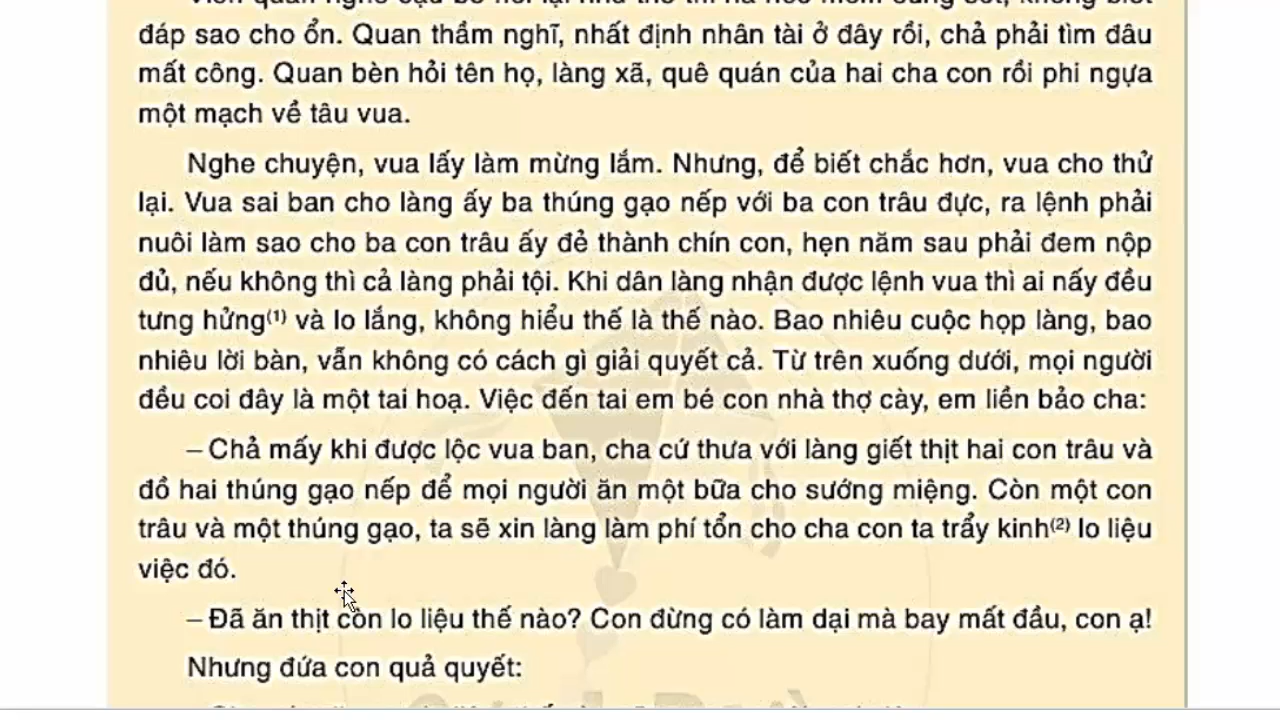 đáp sao cho ổn. Quan thầm nghĩ, nhất định nhân tài ở đây rồi, chả phải tìm đâu
mất công. Quan bèn hỏi tên họ, làng xã, quê quán của hai cha con rồi phi ngựa
một mạch về tâu vua.
Nghe chuyện, vua lấy làm mừng lắm. Nhưng, để biết chắc hơn, vua cho thử
lại. Vua sai ban cho làng ấy ba thúng gạo nếp với ba con trâu đực, ra lệnh phải
nuôi làm sao cho ba con trâu ấy đẻ thành chín con, hẹn năm sau phải đem nộp
đủ, nếu không thì cả làng phải tội. Khi dân làng nhận được lệnh vua thì ai nấy đều
tưng hửng(1) và lo lắng, không hiểu thế là thế nào. Bao nhiêu cuộc họp làng, bao
nhiêu lời bàn, vẫn không có cách gì giải quyết cả. Từ trên xuống dưới, mọi người
đều coi đây là một tai hoạ. Việc đến tai em bé con nhà thợ cày, em liền bảo cha:
– Chả mấy khi được lộc vua ban, cha cứ thưa với làng giết thịt hai con trâu và
đồ hai thúng gạo nếp để mọi người ăn một bữa cho sướng miệng. Còn một con
trâu và một thúng gạo, ta sẽ xin làng làm phí tổn cho cha con ta trẩy kinh(2) lo liệu
việc đó.
– Đã ăn thịt còn lo liệu thế nào? Con đừng có làm dại mà bay mất đầu, con ạ!
Nhưng đứa con quả quyết: